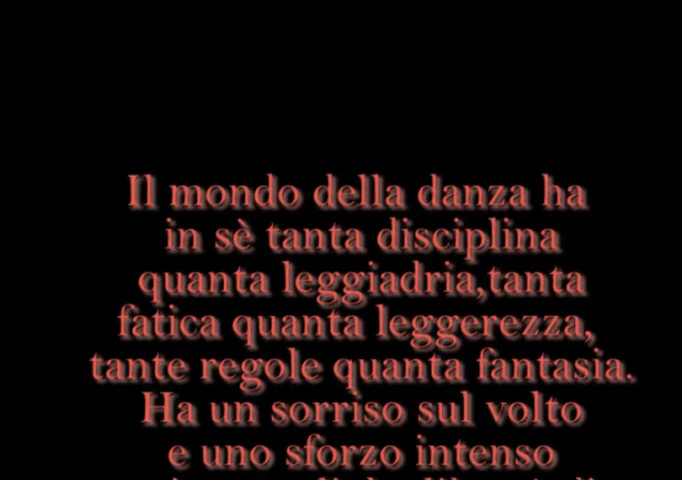 Il mondo della danza ha
in sè tanta disciplina
quanta leggiadria,tanta
fatica quanta leggerezza,
tante regole quanta fantasia.
Ha un sorriso sul volto
e uno sforzo intenso